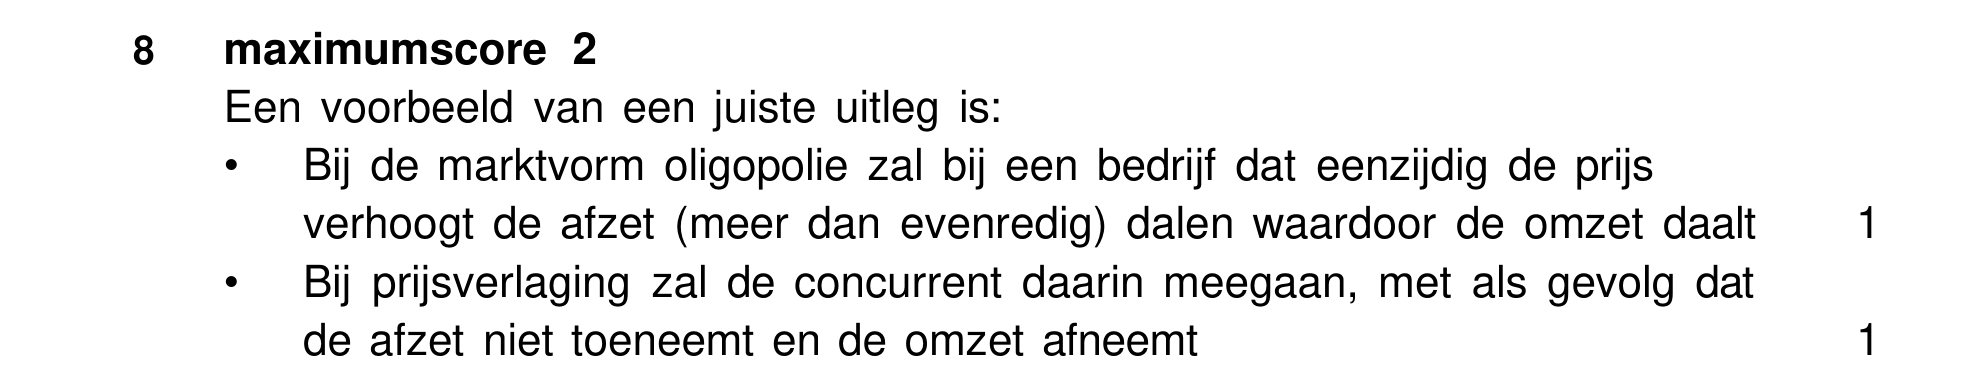 8 maximumscore 2
Een voorbeeld van een juiste uitleg is:
• Bij de marktvorm oligopolie zal bij een bedrijf dat eenzijdig de prijs
verhoogt de afzet (meer dan evenredig) dalen waardoor de omzet daalt 1
• Bij prijsverlaging zal de concurrent daarin meegaan, met als gevolg dat
de afzet niet toeneemt en de omzet afneemt 1